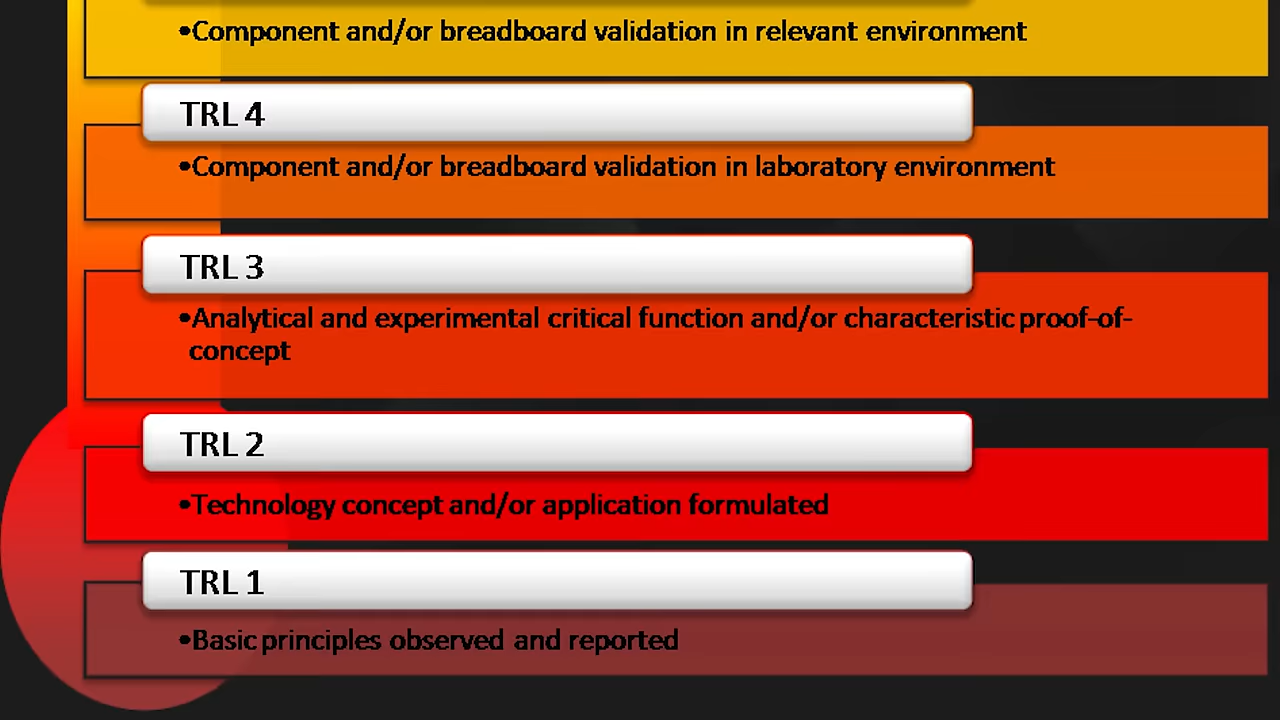 •Component and/or breadboard validation in relevant environment
TRL 4
•Component and/or breadboard validation in laboratory environment
TRL 3
•Analytical and experimental critical function and/or characteristic proof-of-
concept
TRL 2
•Technology concept and/or application formulated
TRL 1
•Basic principles observed and reported